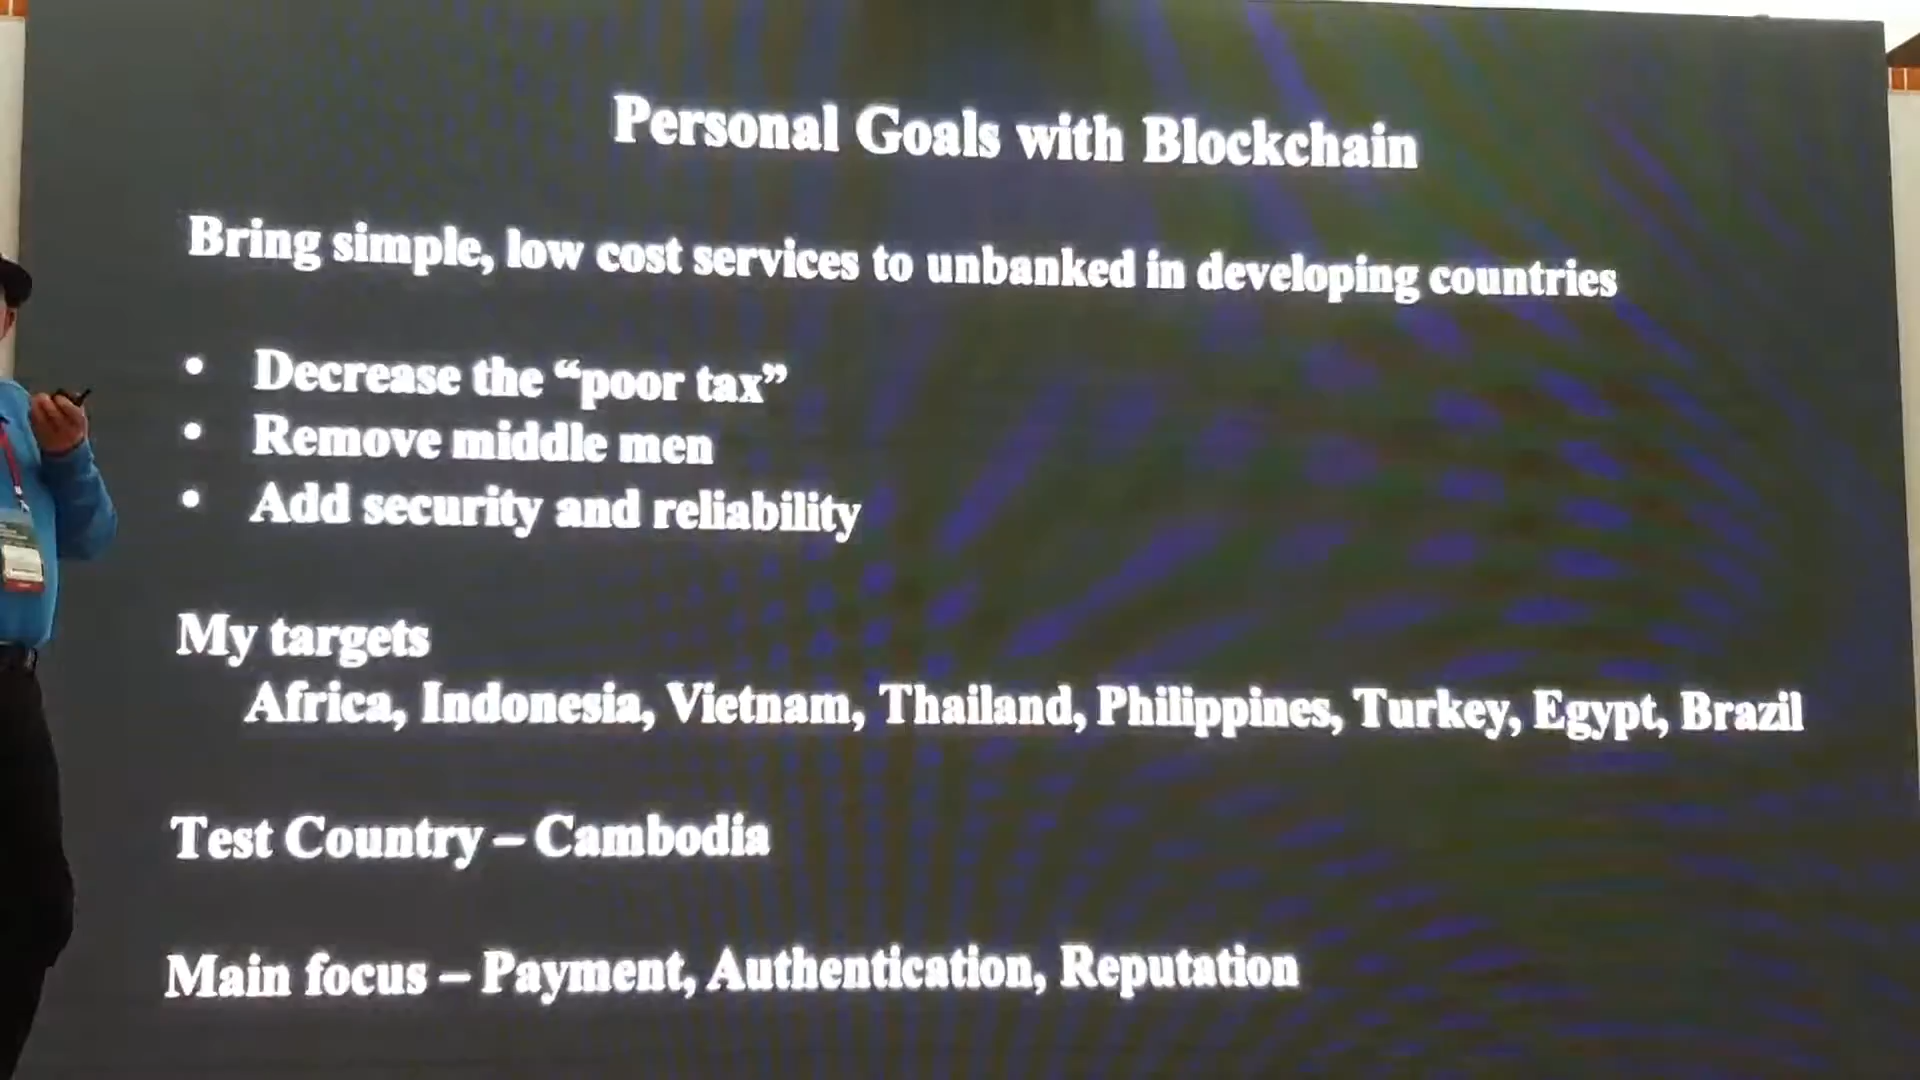 Personal Goals with Blockchain
Bring simple, low cost services to unbanked in developing countries
• Decrease the “poor tax”
• Remove middle men
• Add security and reliability
My targets
Africa, Indonesia, Vietnam, Thailand, Philippines, Turkey, Egypt, Brazil
Test Country – Cambodia
Main focus – Payment, Authentication, Reputation